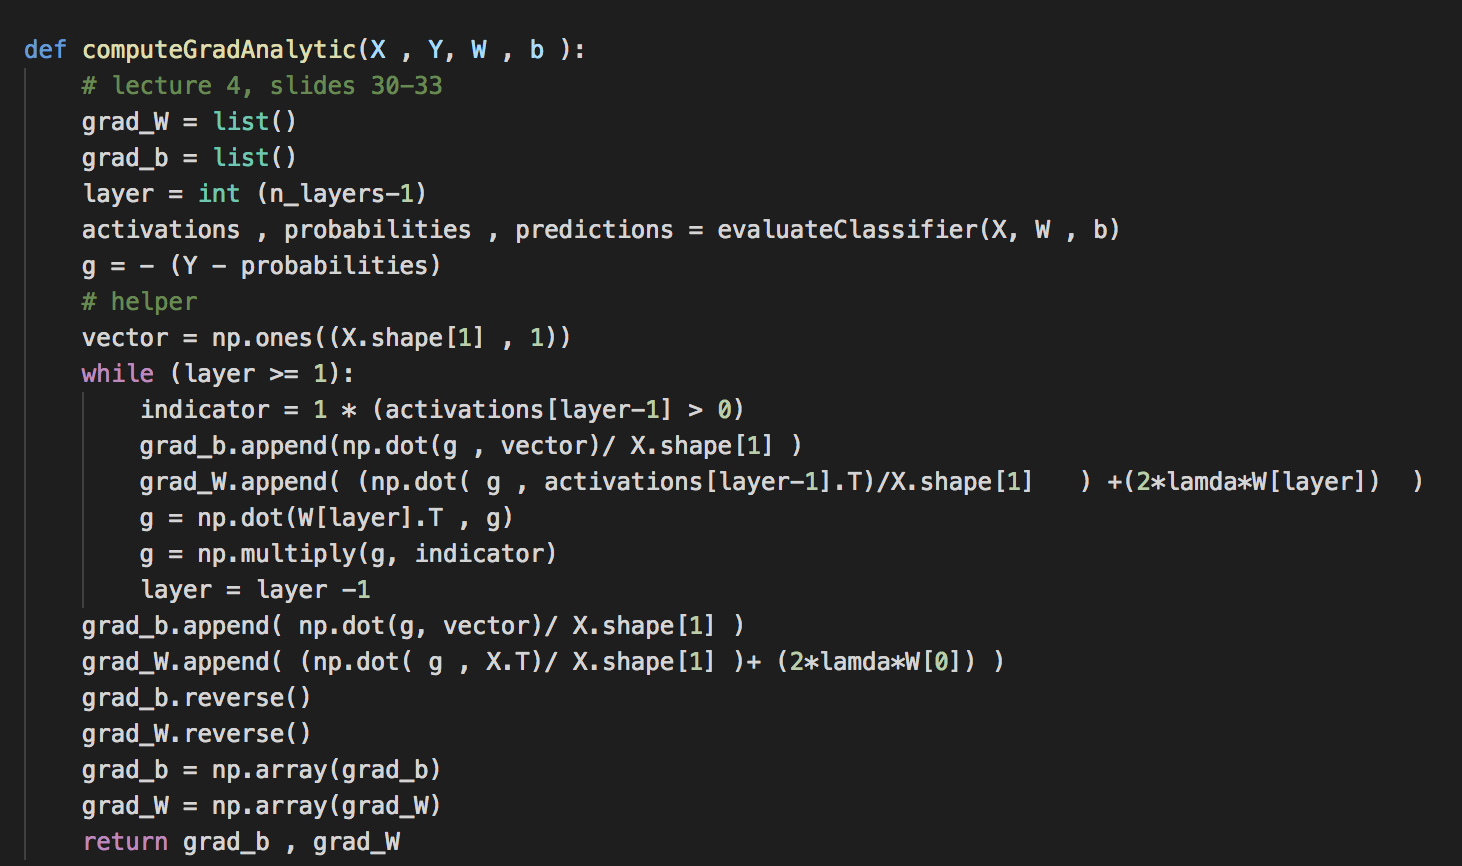 def computeGradAnalytic(X , Y, W , b ):
    # lecture 4, slides 30-33
    grad_W = list()
    grad_b = list()
    layer = int (n_layers-1)
    activations , probabilities , predictions = evaluateClassifier(X, W , b)
    g = - (Y - probabilities)
    # helper
    vector = np.ones((X.shape[1] , 1))
    while (layer >= 1):
        indicator = 1 * (activations[layer-1] > 0)
        grad_b.append(np.dot(g , vector)/ X.shape[1] )
        grad_W.append( (np.dot( g , activations[layer-1].T)/X.shape[1]   ) +(2*lamda*W[layer])  )
        g = np.dot(W[layer].T , g)
        g = np.multiply(g, indicator)
        layer = layer -1
    grad_b.append( np.dot(g, vector)/ X.shape[1] )
    grad_W.append( (np.dot( g , X.T)/ X.shape[1] )+ (2*lamda*W[0]) )
    grad_b.reverse()
    grad_W.reverse()
    grad_b = np.array(grad_b)
    grad_W = np.array(grad_W)
    return grad_b , grad_W